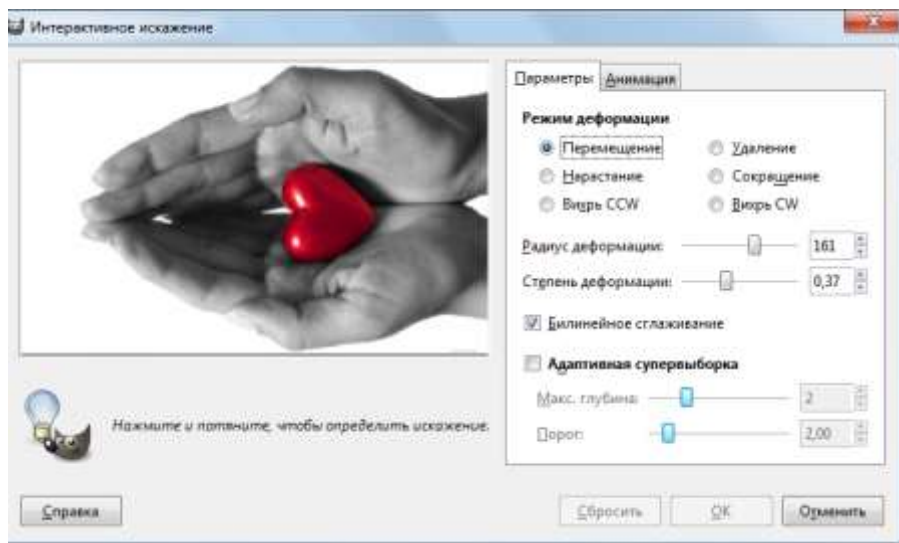 Интерактивное искажение
Параметры Анимация
Режим деформации
Перемещение Удаление
Нарастание Сокращение
Вихрь CCW Вихрь CW
Радиус деформации: 161
Степень деформации: 0,37
Билинейное сглаживание
Адаптивная супервыборка
Макс. глубина: 2
Порог: 2,00
Нажмите и потяните, чтобы определить искажение.
Справка Сбросить OK Отменить